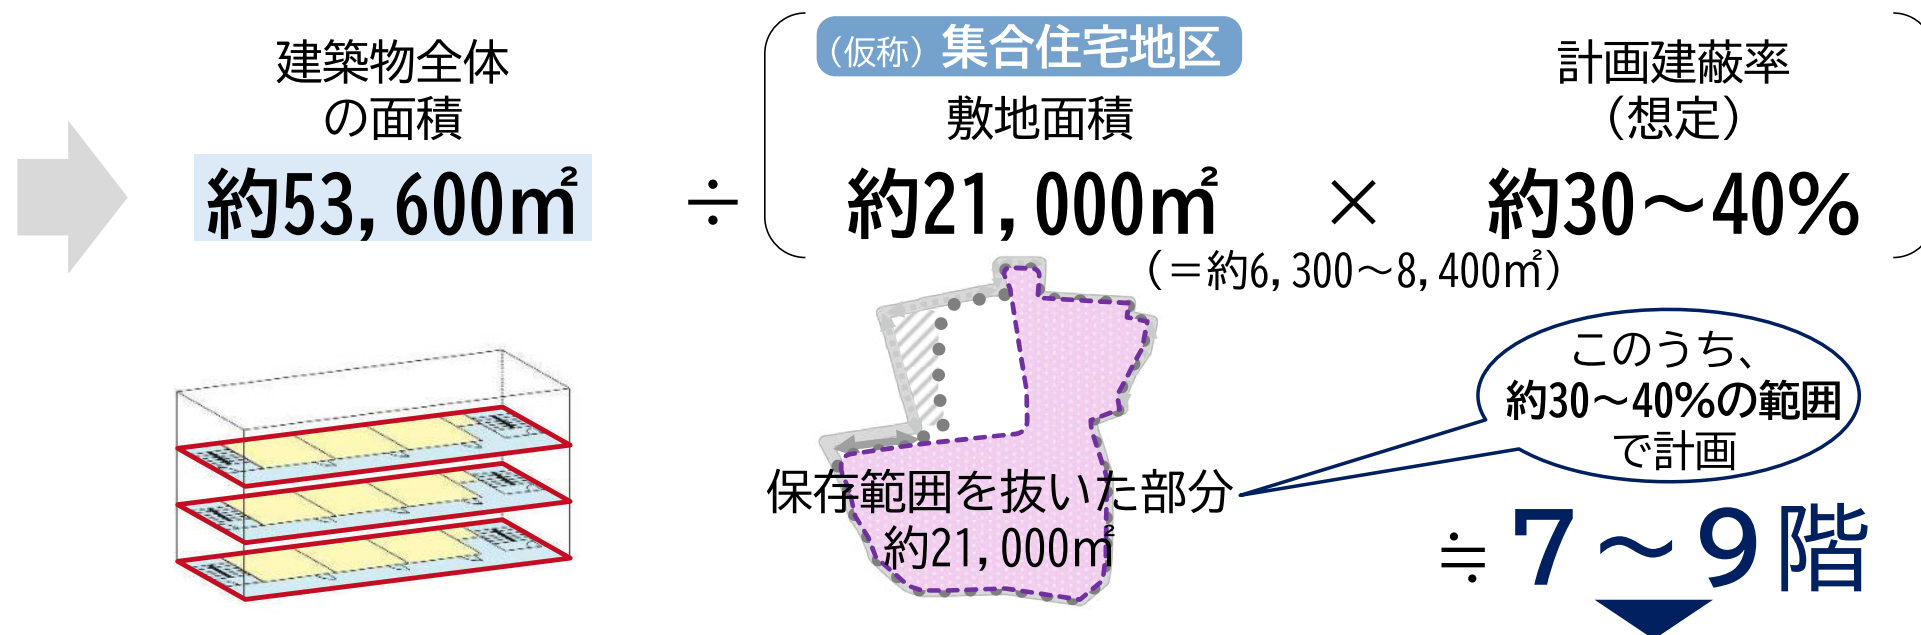 建築物全体
の面積
約53,600㎡
÷
（仮称）集合住宅地区
敷地面積
約21,000㎡
×
計画建蔽率
（想定）
約30～40%
（＝約6,300～8,400㎡）
このうち、
約30～40%の範囲
で計画
保存範囲を抜いた部分
約21,000㎡
≒７～９階